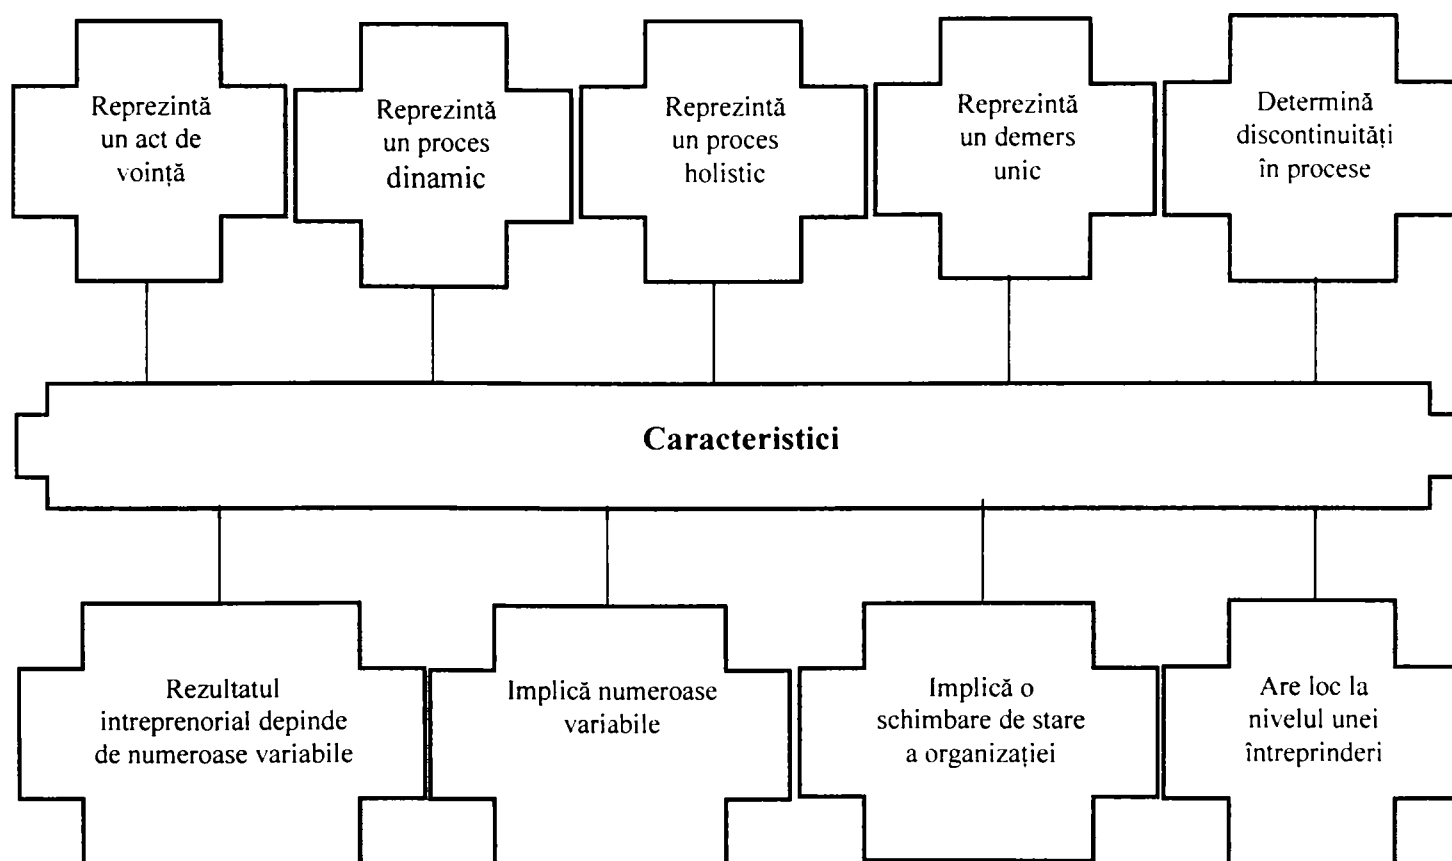 Reprezintă
un act de
voință
Reprezintă
un proces
dinamic
Reprezintă
un proces
holistic
Reprezintă
un demers
unic
Determină
discontinuități
în procese
Caracteristici
Rezultatul
intreprenorial depinde
de numeroase variabile
Implică numeroase
variabile
Implică o
schimbare de stare
a organizației
Are loc la
nivelul unei
întreprinderi